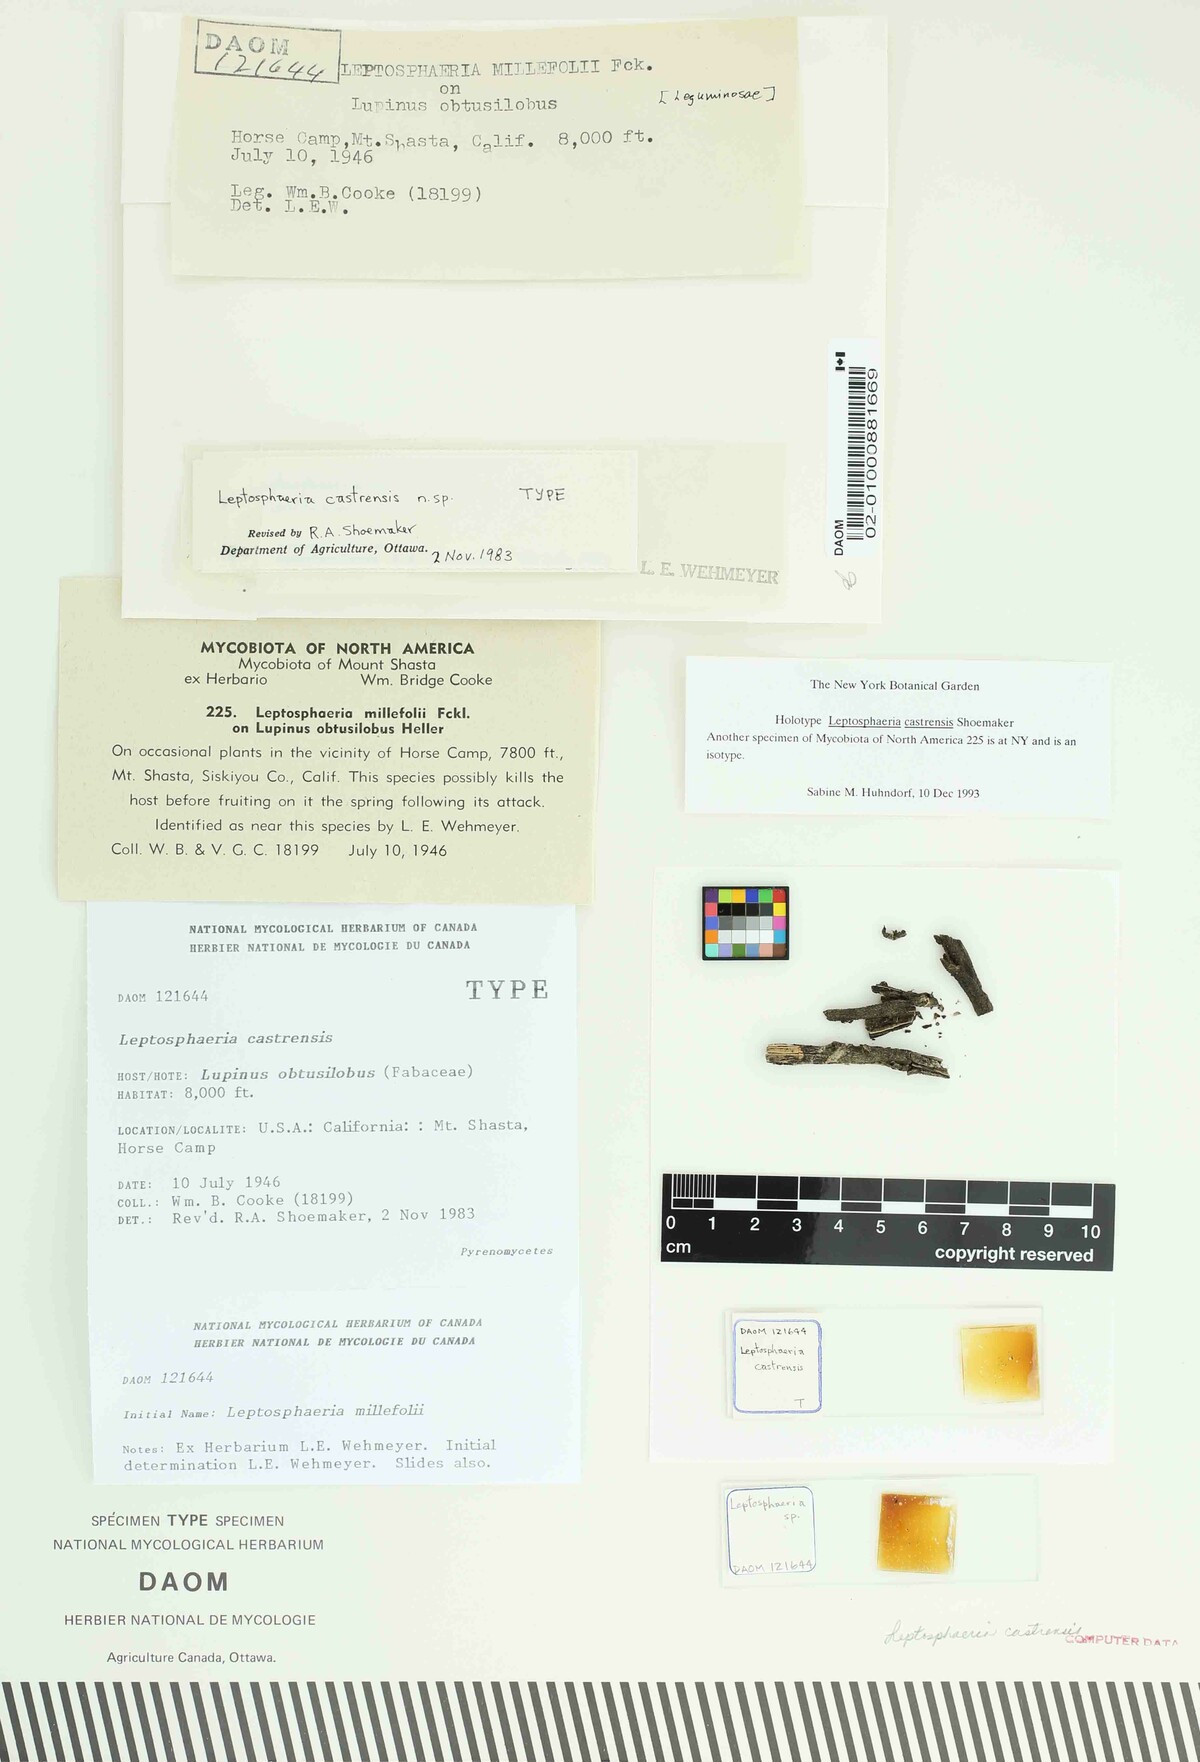 DAOM
121644
LEPTOSPHAERIA MILLEFOLII Fck.
on
Lupinus obtusilobus
[Leguminosae]
Horse Camp,Mt.Shasta, Calif. 8,000 ft.
July 10, 1946
Leg. Wm.B.Cooke (18199)
Det. L.E.W.
DAOM
02-01000881669
Leptosphaeria castrensis n.sp. TYPE
Revised by R.A. Shoemaker
Department of Agriculture, Ottawa. 2 Nov. 1983
L. E. WEHMEYER
MYCOBIOTA OF NORTH AMERICA
Mycobiota of Mount Shasta
ex Herbario Wm. Bridge Cooke
225. Leptosphaeria millefolii Fckl.
on Lupinus obtusilobus Heller
On occasional plants in the vicinity of Horse Camp, 7800 ft.,
Mt. Shasta, Siskiyou Co., Calif. This species possibly kills the
host before fruiting on it the spring following its attack.
Identified as near this species by L. E. Wehmeyer.
Coll. W. B. & V. G. C. 18199 July 10, 1946
The New York Botanical Garden
Holotype Leptosphaeria castrensis Shoemaker
Another specimen of Mycobiota of North America 225 is at NY and is an
isotype.
Sabine M. Huhndorf, 10 Dec 1993
NATIONAL MYCOLOGICAL HERBARIUM OF CANADA
HERBIER NATIONAL DE MYCOLOGIE DU CANADA
DAOM 121644 TYPE
Leptosphaeria castrensis
HOST/HOTE: Lupinus obtusilobus (Fabaceae)
HABITAT: 8,000 ft.
LOCATION/LOCALITE: U.S.A.: California: : Mt. Shasta,
Horse Camp
DATE: 10 July 1946
COLL.: Wm. B. Cooke (18199)
DET.: Rev'd. R.A. Shoemaker, 2 Nov 1983
Pyrenomycetes
NATIONAL MYCOLOGICAL HERBARIUM OF CANADA
HERBIER NATIONAL DE MYCOLOGIE DU CANADA
DAOM 121644
Initial Name: Leptosphaeria millefolii
Notes: Ex Herbarium L.E. Wehmeyer. Initial
determination L.E. Wehmeyer. Slides also.
0 1 2 3 4 5 6 7 8 9 10
cm copyright reserved
DAOM 121644
Leptosphaeria
castrensis
T
Leptosphaeria
sp.
DAOM 121644
SPÉCIMEN TYPE SPECIMEN
NATIONAL MYCOLOGICAL HERBARIUM
DAOM
HERBIER NATIONAL DE MYCOLOGIE
Agriculture Canada, Ottawa.
Leptosphaeria castrensis
COMPUTER DATA